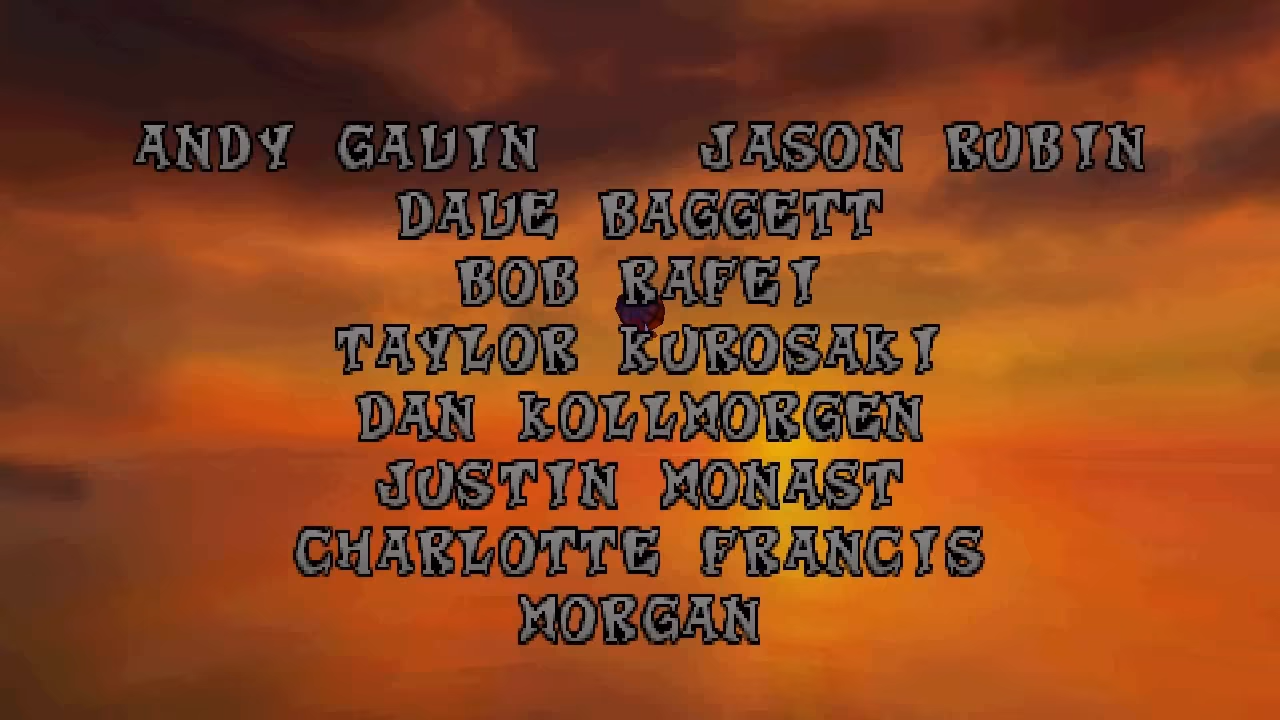 ANDY GAVIN JASON RUBIN
DAVE BAGGETT
BOB RAFEI
TAYLOR KUROSAKI
DAN KOLLMORGEN
JUSTIN MONAST
CHARLOTTE FRANCIS
MORGAN